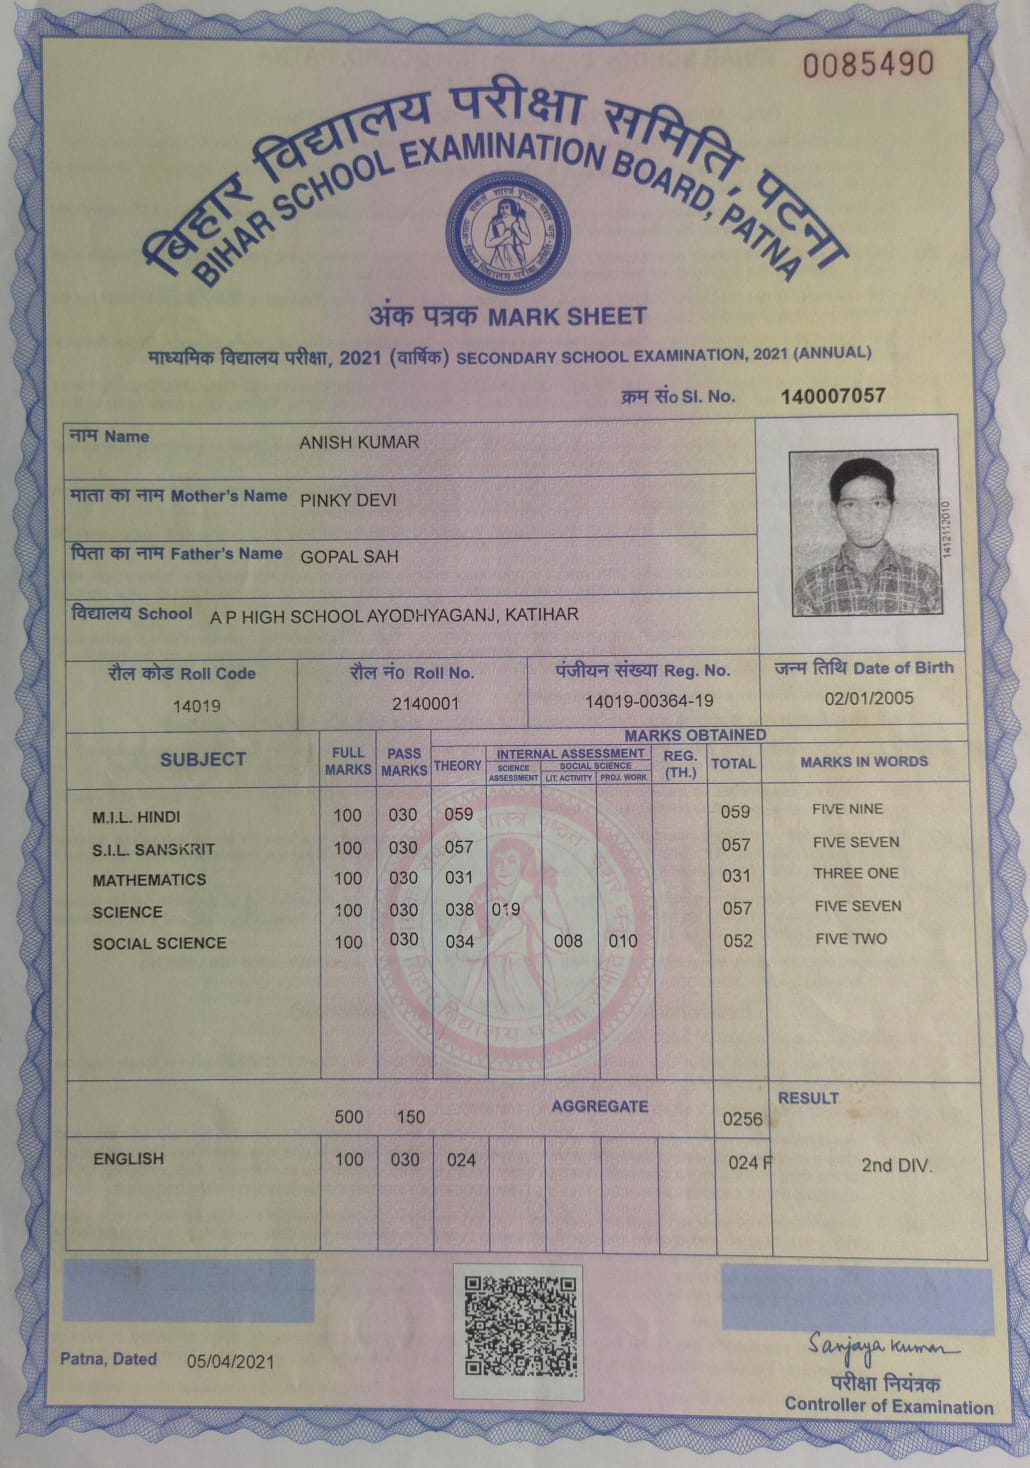 0085490
बिहार विद्यालय परीक्षा समिति, पटना
BIHAR SCHOOL EXAMINATION BOARD, PATNA
अंक पत्रक MARK SHEET
माध्यमिक विद्यालय परीक्षा, 2021 (वार्षिक) SECONDARY SCHOOL EXAMINATION, 2021 (ANNUAL)
क्रम सं० Sl. No. 140007057
नाम Name ANISH KUMAR
माता का नाम Mother's Name PINKY DEVI
पिता का नाम Father's Name GOPAL SAH
विद्यालय School A P HIGH SCHOOL AYODHYAGANJ, KATIHAR
1412112010
रौल कोड Roll Code रौल नं० Roll No. पंजीयन संख्या Reg. No. जन्म तिथि Date of Birth
14019 2140001 14019-00364-19 02/01/2005
MARKS OBTAINED
SUBJECT FULL MARKS PASS MARKS THEORY INTERNAL ASSESSMENT REG. (TH.) TOTAL MARKS IN WORDS
SCIENCE ASSESSMENT SOCIAL SCIENCE
LIT. ACTIVITY PROJ. WORK
M.I.L. HINDI 100 030 059 059 FIVE NINE
S.I.L. SANSKRIT 100 030 057 057 FIVE SEVEN
MATHEMATICS 100 030 031 031 THREE ONE
SCIENCE 100 030 038 019 057 FIVE SEVEN
SOCIAL SCIENCE 100 030 034 008 010 052 FIVE TWO
500 150 AGGREGATE 0256 RESULT
ENGLISH 100 030 024 024 F 2nd DIV.
Patna, Dated 05/04/2021
Sanjaya Kumar
परीक्षा नियंत्रक
Controller of Examination